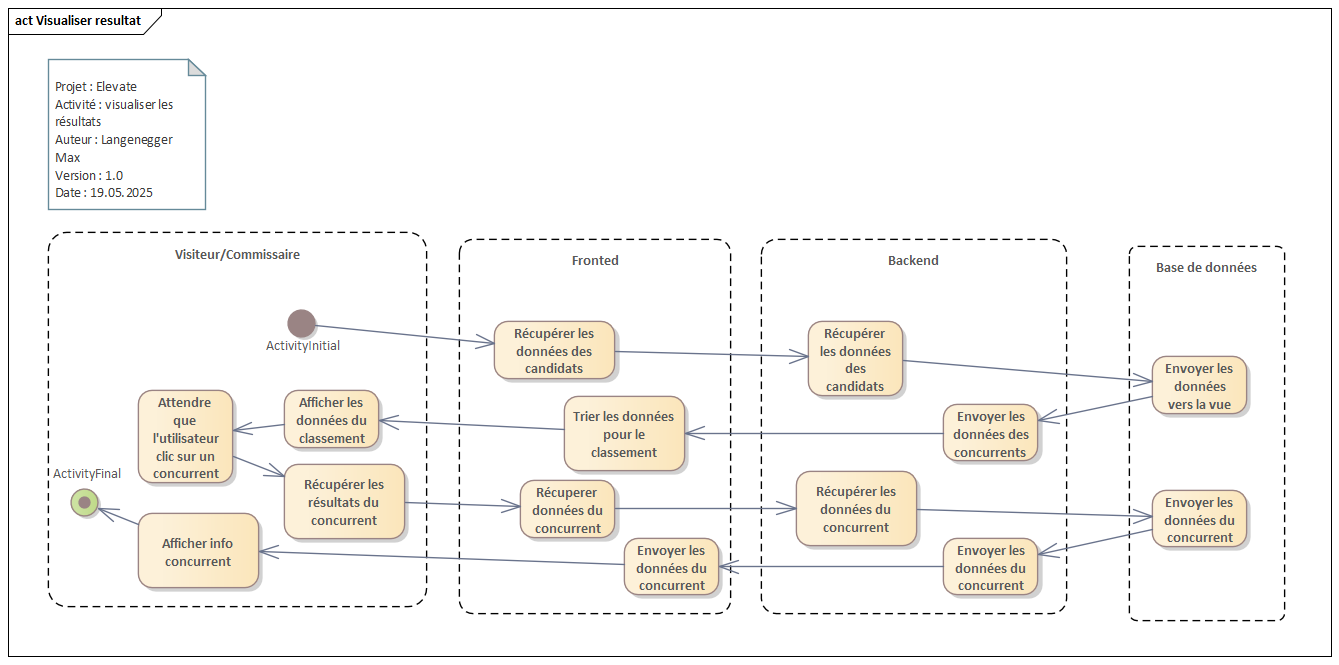 act Visualiser resultat
Projet : Elevate
Activité : visualiser les
résultats
Auteur : Langenegger
Max
Version : 1.0
Date : 19.05.2025
Visiteur/Commissaire
Fronted
Backend
Base de données
ActivityInitial
Récupérer les
données des
candidats
Récupérer
les données
des
candidats
Envoyer les
données
vers la vue
Attendre
que
l'utilisateur
clic sur un
concurrent
Afficher les
données du
classement
Trier les données
pour le
classement
Envoyer les
données des
concurrents
ActivityFinal
Récupérer les
résultats du
concurrent
Récuperer
données du
concurrent
Récupérer les
données du
concurrent
Envoyer les
données du
concurrent
Afficher info
concurrent
Envoyer les
données du
concurrent
Envoyer les
données du
concurrent